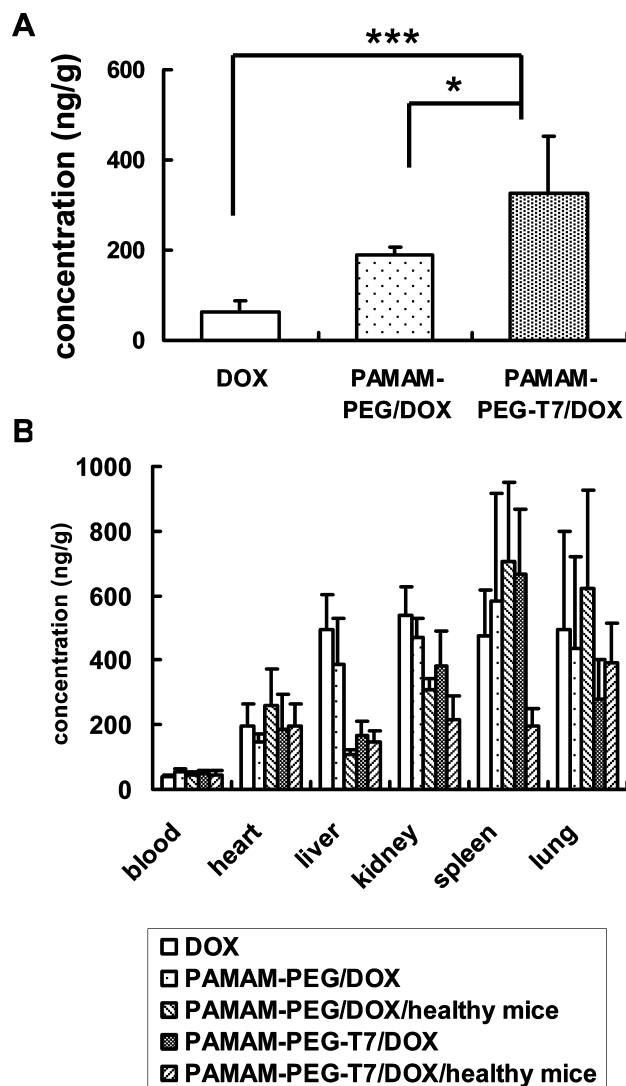 A
***
*
concentration (ng/g)
600
400
200
0
DOX
PAMAM-
PEG/DOX
PAMAM-
PEG-T7/DOX
B
concentration (ng/g)
1000
800
600
400
200
0
blood
heart
liver
kidney
spleen
lung
DOX
PAMAM-PEG/DOX
PAMAM-PEG/DOX/healthy mice
PAMAM-PEG-T7/DOX
PAMAM-PEG-T7/DOX/healthy mice